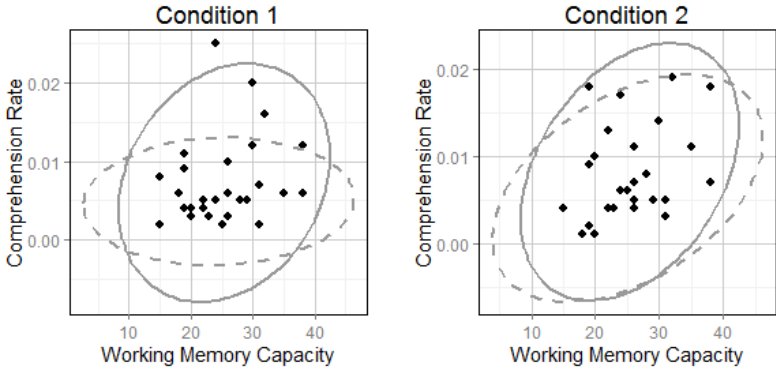 Condition 1
Comprehension Rate
0.02
0.01
0.00
10 20 30 40
Working Memory Capacity
Condition 2
Comprehension Rate
0.02
0.01
0.00
10 20 30 40
Working Memory Capacity